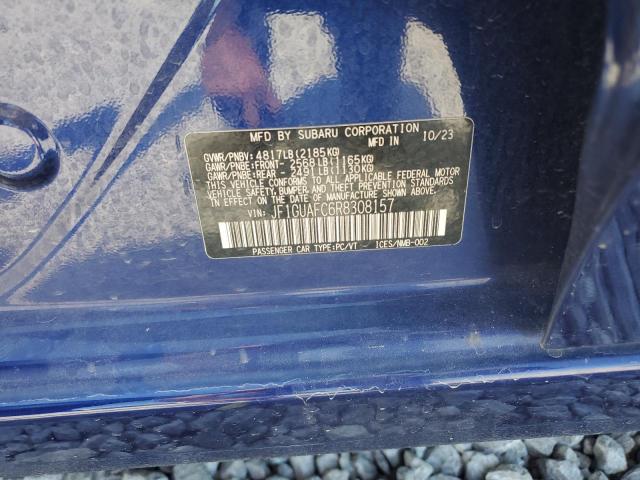 MFD BY SUBARU CORPORATION 10/23
MFD IN
GVWR/PNBV: 4817LB(2185KG)
GAWR/PNBE:FRONT- 2568LB(1165KG)
GAWR/PNBE:REAR - 2491LB(1130KG)
THIS VEHICLE CONFORMS TO ALL APPLICABLE FEDERAL MOTOR
VEHICLE SAFETY, BUMPER, AND THEFT PREVENTION STANDARDS
IN EFFECT ON THE DATE OF MANUFACTURE SHOWN ABOVE.
VIN: JF1GUAFC6R8308157
PASSENGER CAR TYPE:PC/VT - ICES/NMB-002